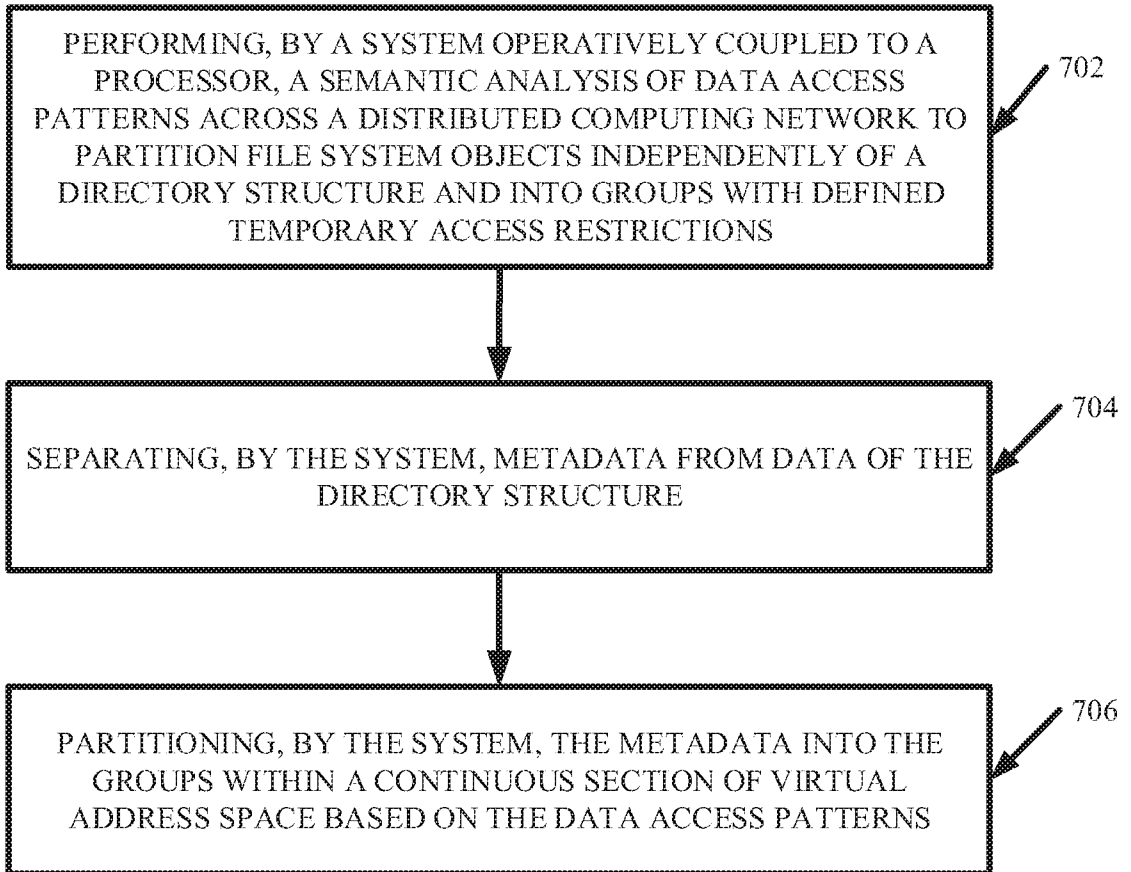 PERFORMING, BY A SYSTEM OPERATIVELY COUPLED TO A
PROCESSOR, A SEMANTIC ANALYSIS OF DATA ACCESS
PATTERNS ACROSS A DISTRIBUTED COMPUTING NETWORK TO
PARTITION FILE SYSTEM OBJECTS INDEPENDENTLY OF A
DIRECTORY STRUCTURE AND INTO GROUPS WITH DEFINED
TEMPORARY ACCESS RESTRICTIONS
702
SEPARATING, BY THE SYSTEM, METADATA FROM DATA OF THE
DIRECTORY STRUCTURE
704
PARTITIONING, BY THE SYSTEM, THE METADATA INTO THE
GROUPS WITHIN A CONTINUOUS SECTION OF VIRTUAL
ADDRESS SPACE BASED ON THE DATA ACCESS PATTERNS
706